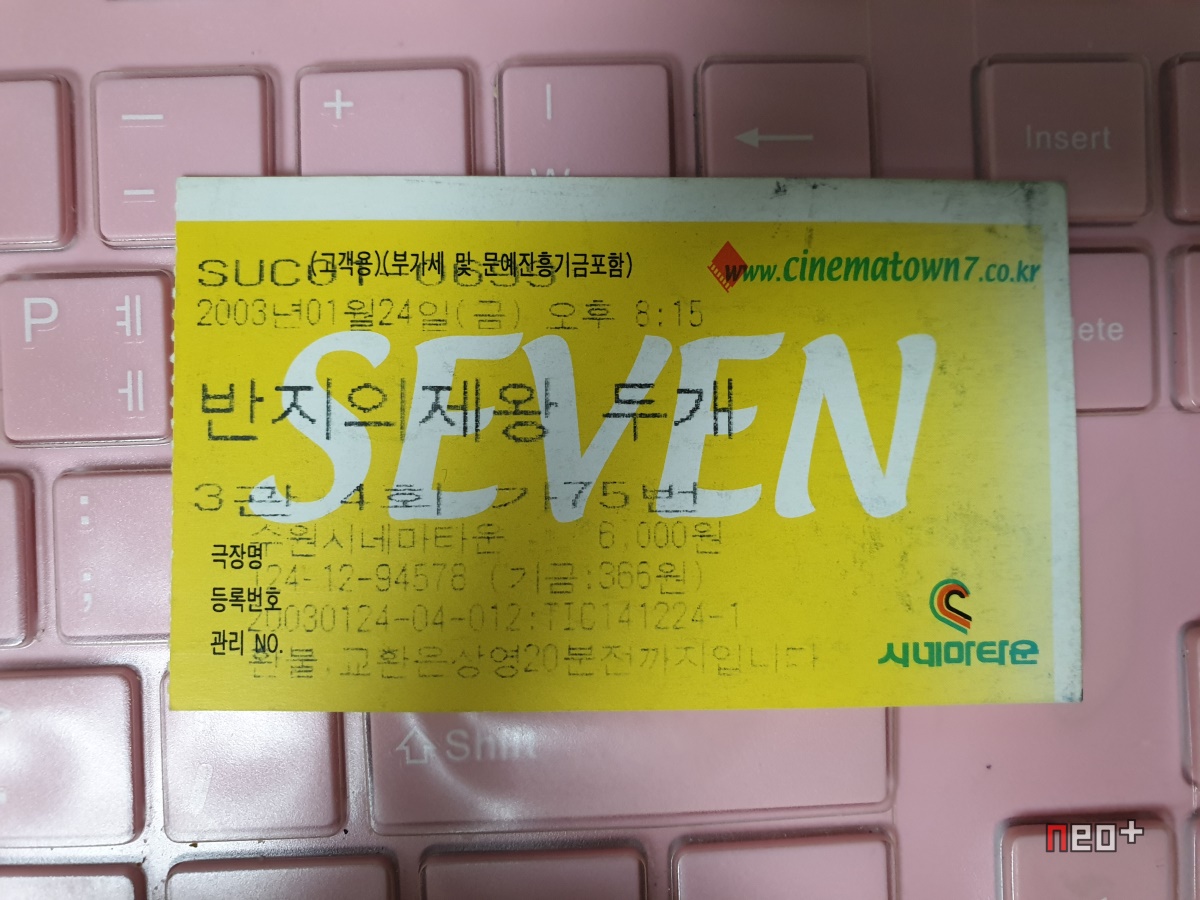 +
Insert
(고객용)(부가세 및 문예진흥기금포함)
www.cinematown7.co.kr
2003년01월24일(금) 오후 8:15
P ㅖ
ㅔ
SEVEN
반지의제왕 두개
3관 4회 가75번
수원시네마타운 6,000원
극장명
124-12-94578 (기금:366원)
등록번호
20030124-04-012:TIC141224-1
관리 NO.
환불,교환은상영20분전까지입니다
시네마타운
Shift
neo+